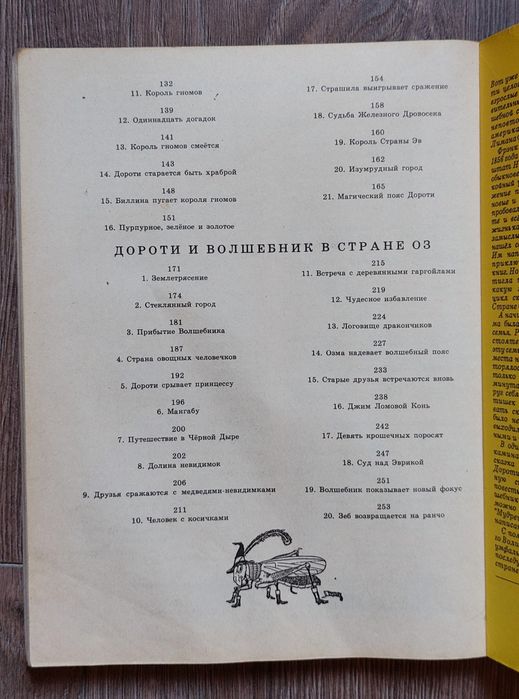 132
11. Король гномов
139
12. Одиннадцать догадок
141
13. Король гномов смеётся
143
14. Дороти старается быть храброй
148
15. Биллина пугает короля гномов
151
16. Пурпурное, зелёное и золотое
154
17. Страшила выигрывает сражение
158
18. Судьба Железного Дровосека
160
19. Король Страны Эв
162
20. Изумрудный город
165
21. Магический пояс Дороти
ДОРОТИ И ВОЛШЕБНИК В СТРАНЕ ОЗ
171
1. Землетрясение
174
2. Стеклянный город
181
3. Прибытие Волшебника
187
4. Страна овощных человечков
192
5. Дороти срывает принцессу
196
6. Мангабу
200
7. Путешествие в Чёрной Дыре
202
8. Долина невидимок
206
9. Друзья сражаются с медведями-невидимками
211
10. Человек с косичками
215
11. Встреча с деревянными гаргойлами
219
12. Чудесное избавление
224
13. Логовище дракончиков
227
14. Озма надевает волшебный пояс
233
15. Старые друзья встречаются вновь
238
16. Джим Ломовой Конь
242
17. Девять крошечных поросят
247
18. Суд над Эврикой
251
19. Волшебник показывает новый фокус
253
20. Зеб возвращается на ранчо